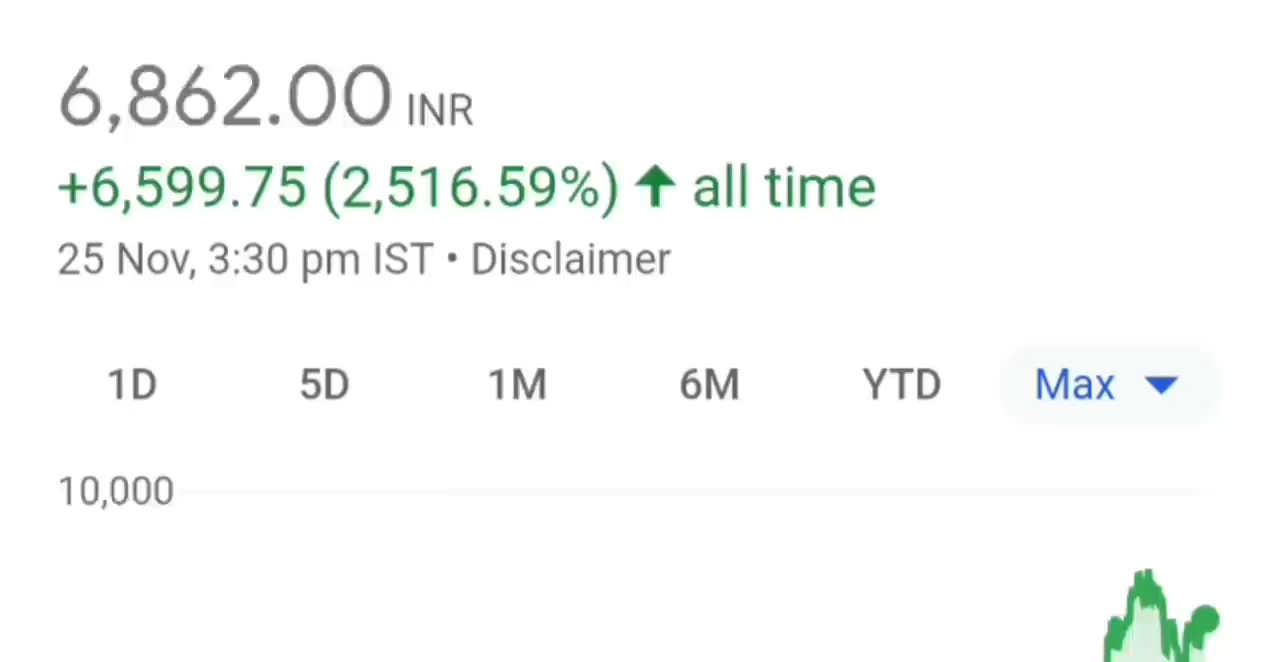 6,862.00 INR
+6,599.75 (2,516.59%) ↑ all time
25 Nov, 3:30 pm IST • Disclaimer
1D 5D 1M 6M YTD Max
10,000